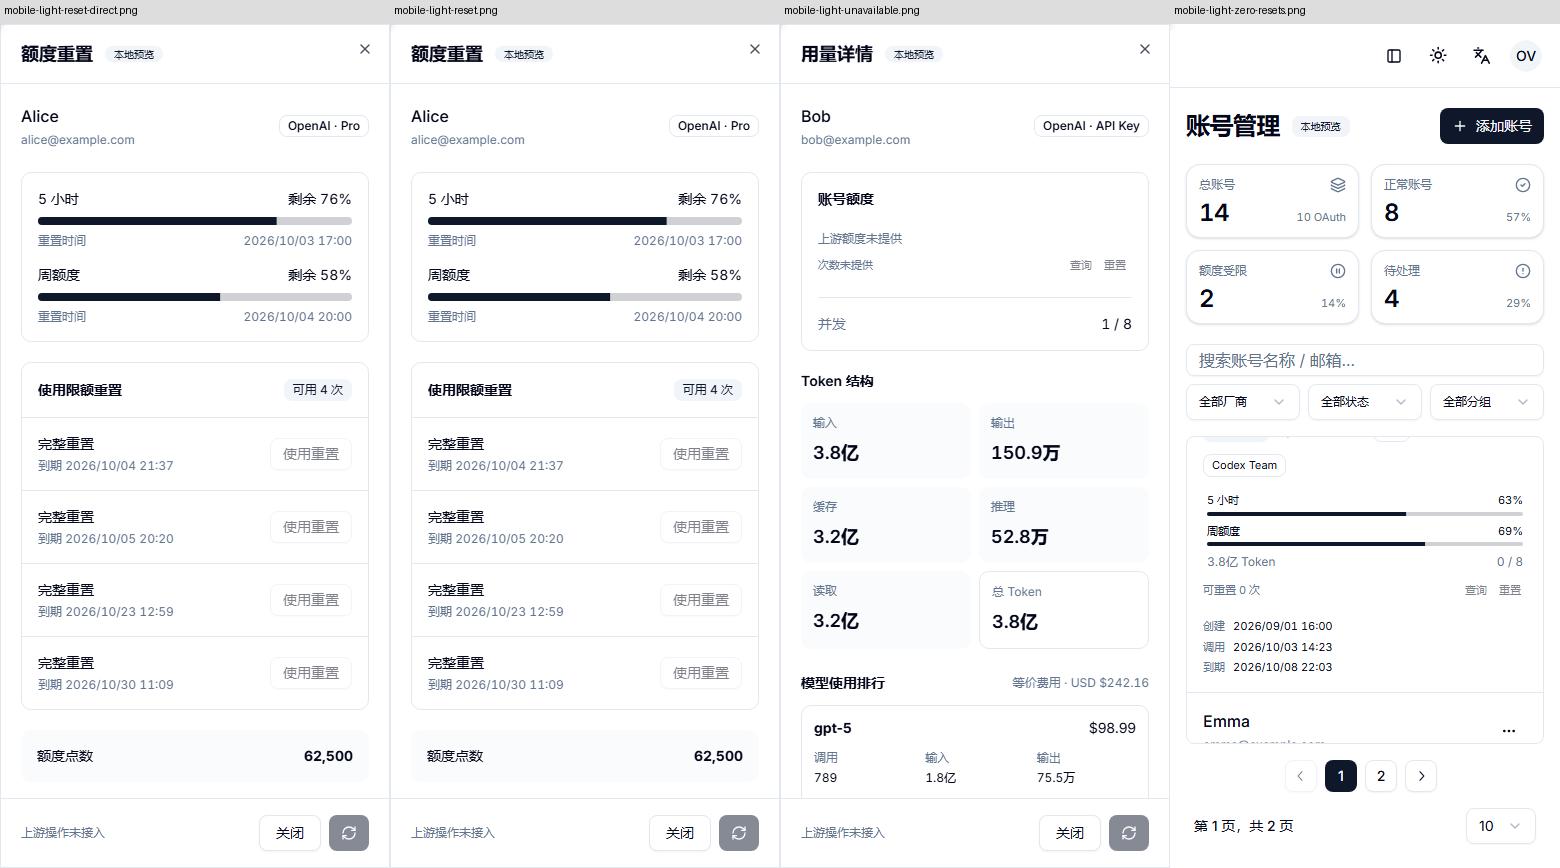 mobile-light-reset-direct.png
额度重置 本地预览
Alice
alice@example.com
OpenAI · Pro
5 小时 剩余 76%
重置时间 2026/10/03 17:00
周额度 剩余 58%
重置时间 2026/10/04 20:00
使用限额重置 可用 4 次
完整重置
到期 2026/10/04 21:37
使用重置
完整重置
到期 2026/10/05 20:20
使用重置
完整重置
到期 2026/10/23 12:59
使用重置
完整重置
到期 2026/10/30 11:09
使用重置
额度点数 62,500
上游操作未接入 关闭
mobile-light-reset.png
额度重置 本地预览
Alice
alice@example.com
OpenAI · Pro
5 小时 剩余 76%
重置时间 2026/10/03 17:00
周额度 剩余 58%
重置时间 2026/10/04 20:00
使用限额重置 可用 4 次
完整重置
到期 2026/10/04 21:37
使用重置
完整重置
到期 2026/10/05 20:20
使用重置
完整重置
到期 2026/10/23 12:59
使用重置
完整重置
到期 2026/10/30 11:09
使用重置
额度点数 62,500
上游操作未接入 关闭
mobile-light-unavailable.png
用量详情 本地预览
Bob
bob@example.com
OpenAI · API Key
账号额度
上游额度未提供
次数未提供 查询 重置
并发 1 / 8
Token 结构
输入 输出
3.8亿 150.9万
缓存 推理
3.2亿 52.8万
读取 总 Token
3.2亿 3.8亿
模型使用排行 等价费用 · USD $242.16
gpt-5 $98.99
调用 输入 输出
789 1.8亿 75.5万
上游操作未接入 关闭
mobile-light-zero-resets.png
OV
账号管理 本地预览 添加账号
总账号 正常账号
14 10 OAuth 8 57%
额度受限 待处理
2 14% 4 29%
搜索账号名称 / 邮箱...
全部厂商 全部状态 全部分组
Codex Team
5 小时 63%
周额度 69%
3.8亿 Token 0 / 8
可重置 0 次 查询 重置
创建 2026/09/01 16:00
调用 2026/10/03 14:23
到期 2026/10/08 22:03
Emma
1 2
第 1 页，共 2 页 10